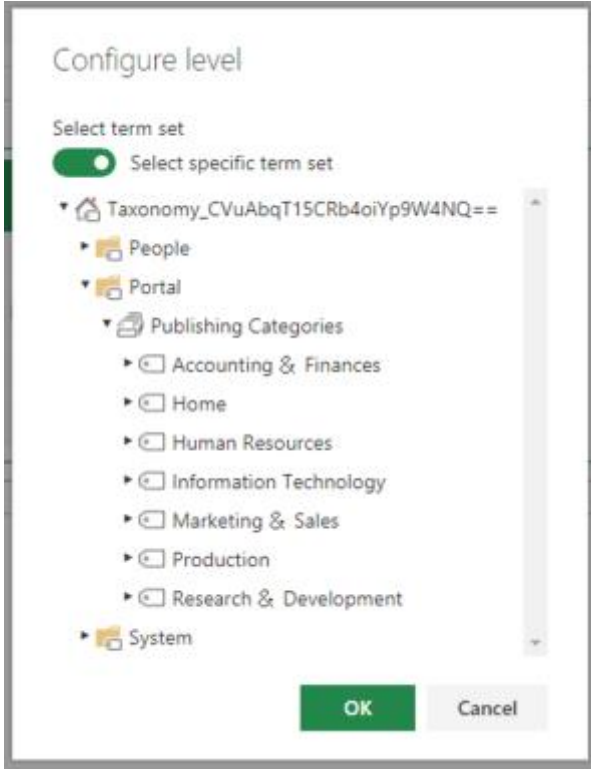 Configure level
Select term set
Select specific term set
Taxonomy_CVuAbqT15CRb4oiYp9W4NQ==
People
Portal
Publishing Categories
Accounting & Finances
Home
Human Resources
Information Technology
Marketing & Sales
Production
Research & Development
System
OK Cancel